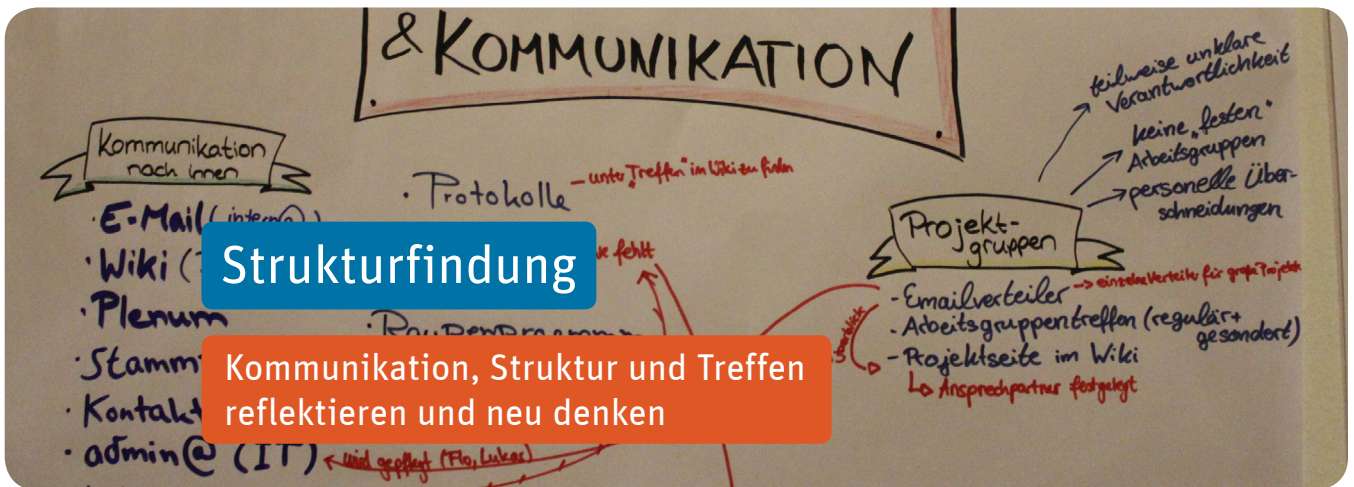 & KOMMUNIKATION
Kommunikation
nach innen
· E-Mail (intern@)
· Wiki (
· Plenum
· Stamm
· Kontakt
· admin@ (IT)
wird gepflegt (Flo, Lukas)
· Protokolle
– unter "Treffen" im Wiki zu finden
fehlt
Strukturfindung
Kommunikation, Struktur und Treffen
reflektieren und neu denken
teilweise unklare
Verantwortlichkeit
keine „festen"
Arbeitsgruppen
personelle Über-
schneidungen
Projekt-
gruppen
- Emailverteiler
-> einzelne Verteiler für große Projekte
- Arbeitsgruppentreffen (regulär +
gesondert)
- Projektseite im Wiki
Ansprechpartner festgelegt